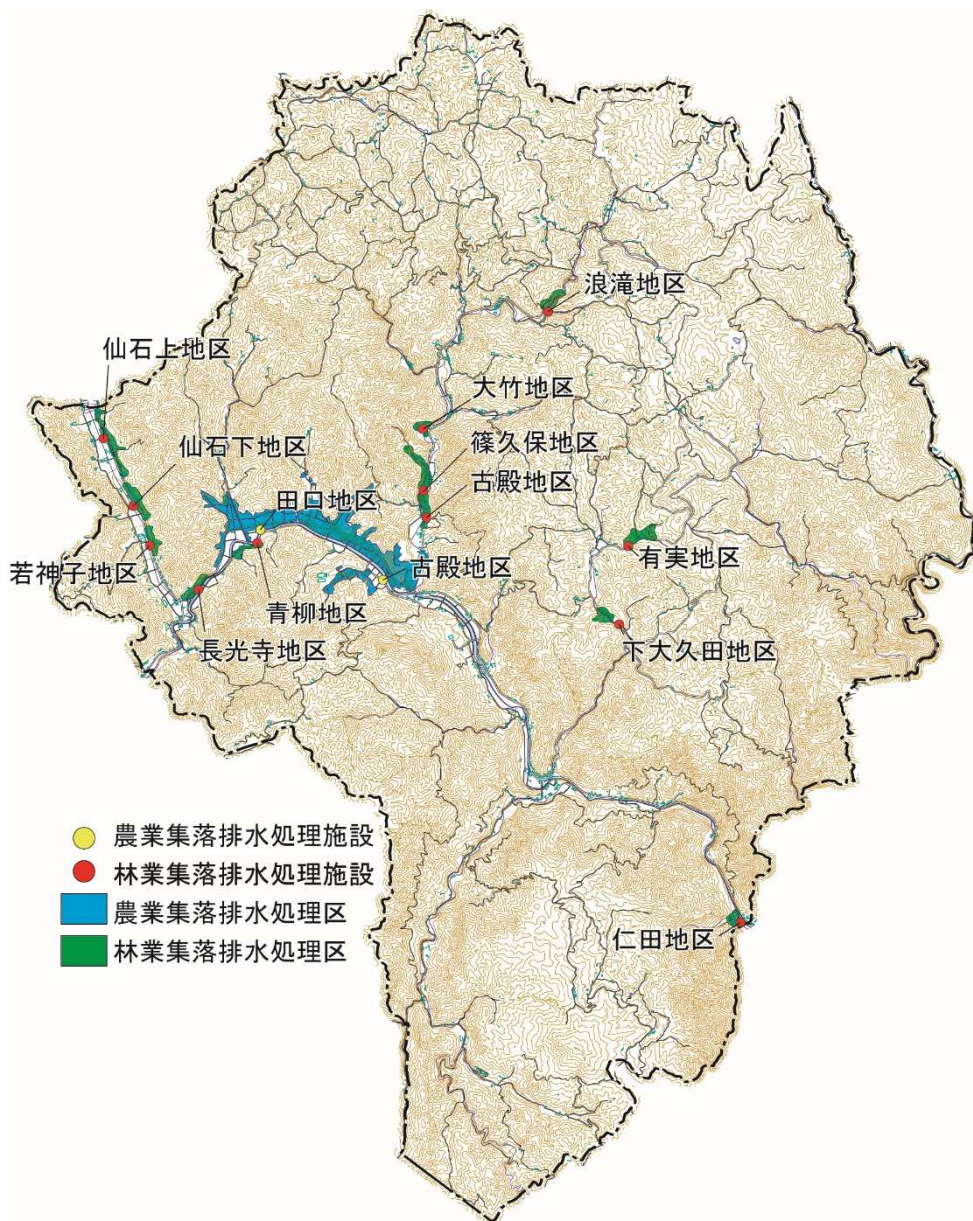 浪滝地区
仙石上地区
大竹地区
仙石下地区
篠久保地区
田口地区
古殿地区
若神子地区
有実地区
古殿地区
青柳地区
長光寺地区
下大久田地区
農業集落排水処理施設
林業集落排水処理施設
農業集落排水処理区
林業集落排水処理区
仁田地区